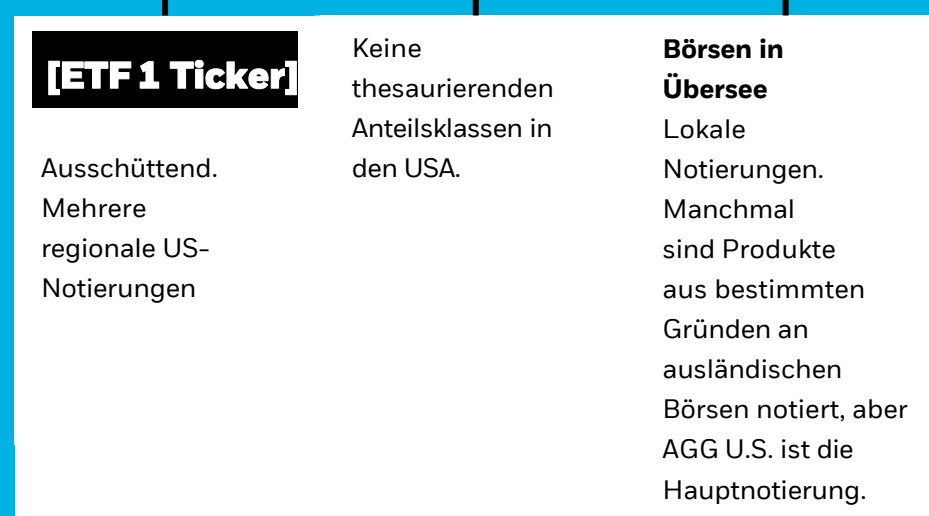 [ETF 1 Ticker]
Ausschüttend.
Mehrere
regionale US-
Notierungen
Keine
thesaurierenden
Anteilsklassen in
den USA.
Börsen in
Übersee
Lokale
Notierungen.
Manchmal
sind Produkte
aus bestimmten
Gründen an
ausländischen
Börsen notiert, aber
AGG U.S. ist die
Hauptnotierung.